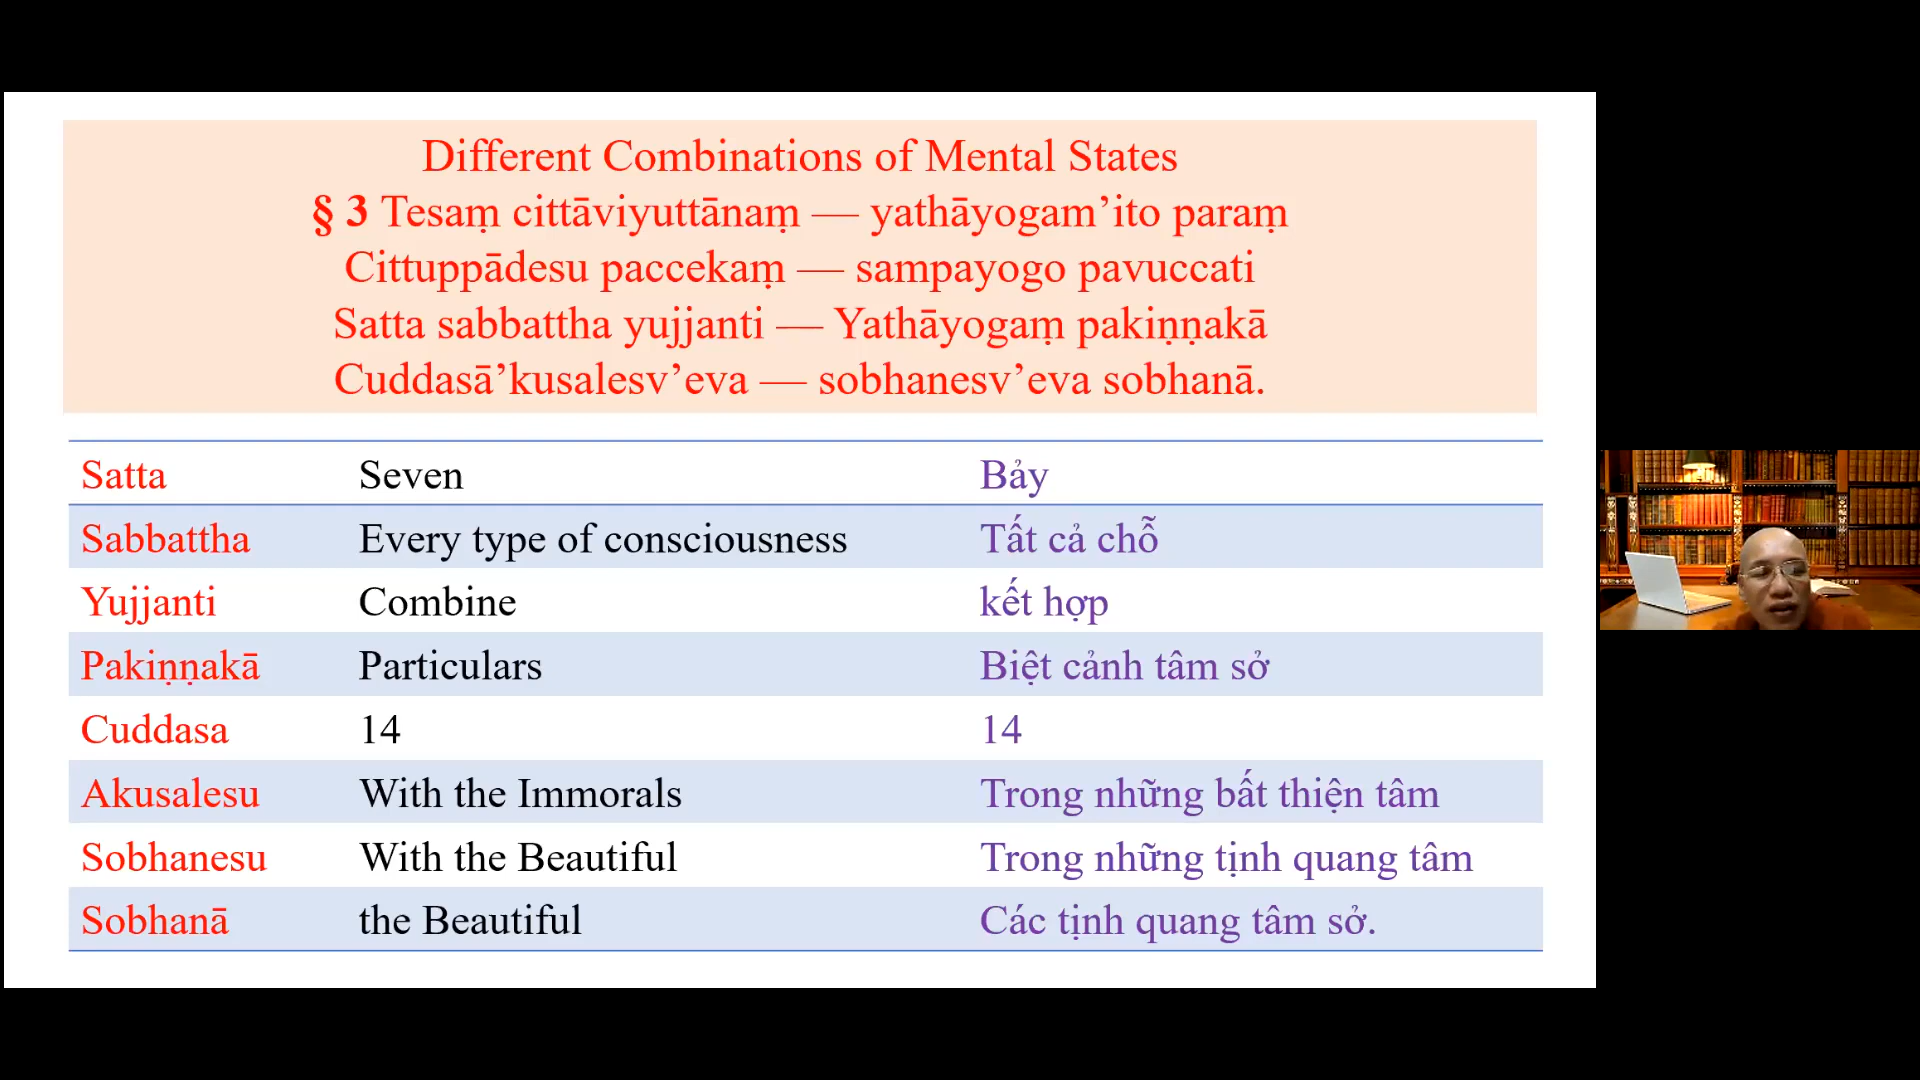 Different Combinations of Mental States
§ 3 Tesaṃ cittāviyuttānaṃ — yathāyogam’ito paraṃ
Cittuppādesu paccekaṃ — sampayogo pavuccati
Satta sabbattha yujjanti — Yathāyogaṃ pakiṇṇakā
Cuddasā’kusalesv’eva — sobhanesv’eva sobhanā.
Satta Seven Bảy
Sabbattha Every type of consciousness Tất cả chỗ
Yujjanti Combine kết hợp
Pakiṇṇakā Particulars Biệt cảnh tâm sở
Cuddasa 14 14
Akusalesu With the Immorals Trong những bất thiện tâm
Sobhanesu With the Beautiful Trong những tịnh quang tâm
Sobhanā the Beautiful Các tịnh quang tâm sở.